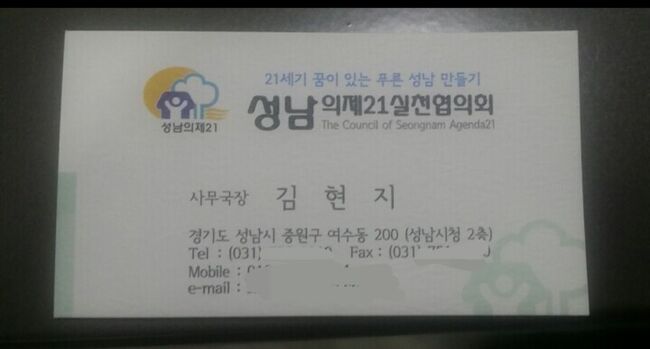 21세기 꿈이 있는 푸른 성남 만들기
성남의제21실천협의회
The Council of Seongnam Agenda21
성남의제21
사무국장 김 현 지
경기도 성남시 중원구 여수동 200 (성남시청 2층)
Tel : (031) Fax : (031)
Mobile :
e-mail :